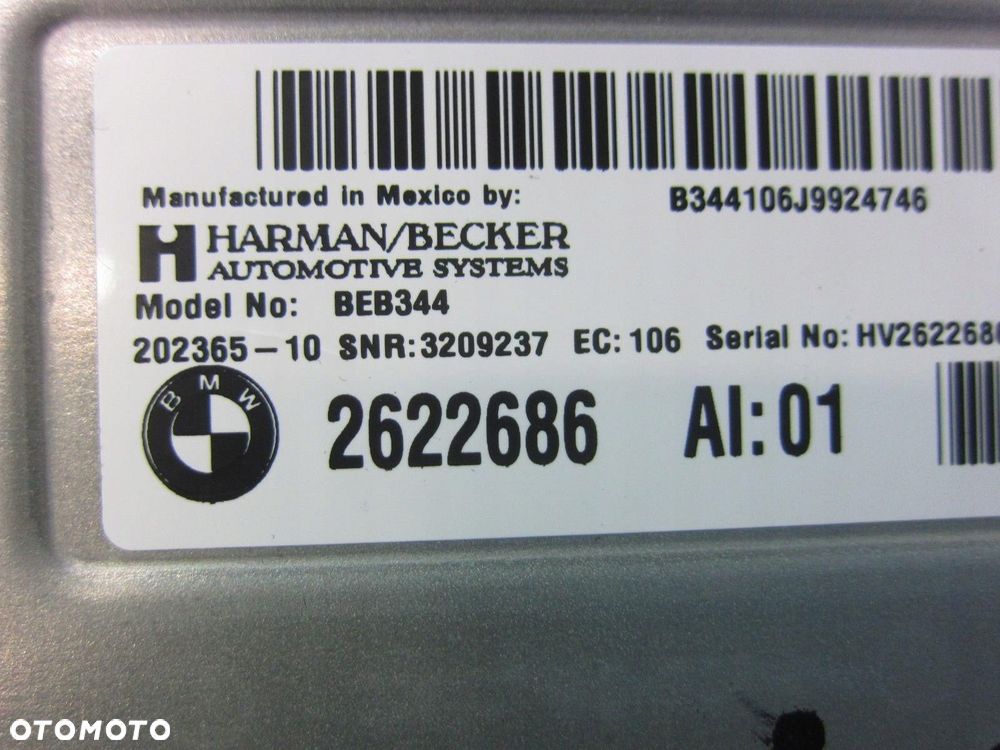 Manufactured in Mexico by:
B344106J9924746
HARMAN/BECKER
AUTOMOTIVE SYSTEMS
Model No: BEB344
202365-10 SNR:3209237 EC:106 Serial No:HV2622686
BMW
2622686 AI:01
OTOMOTO